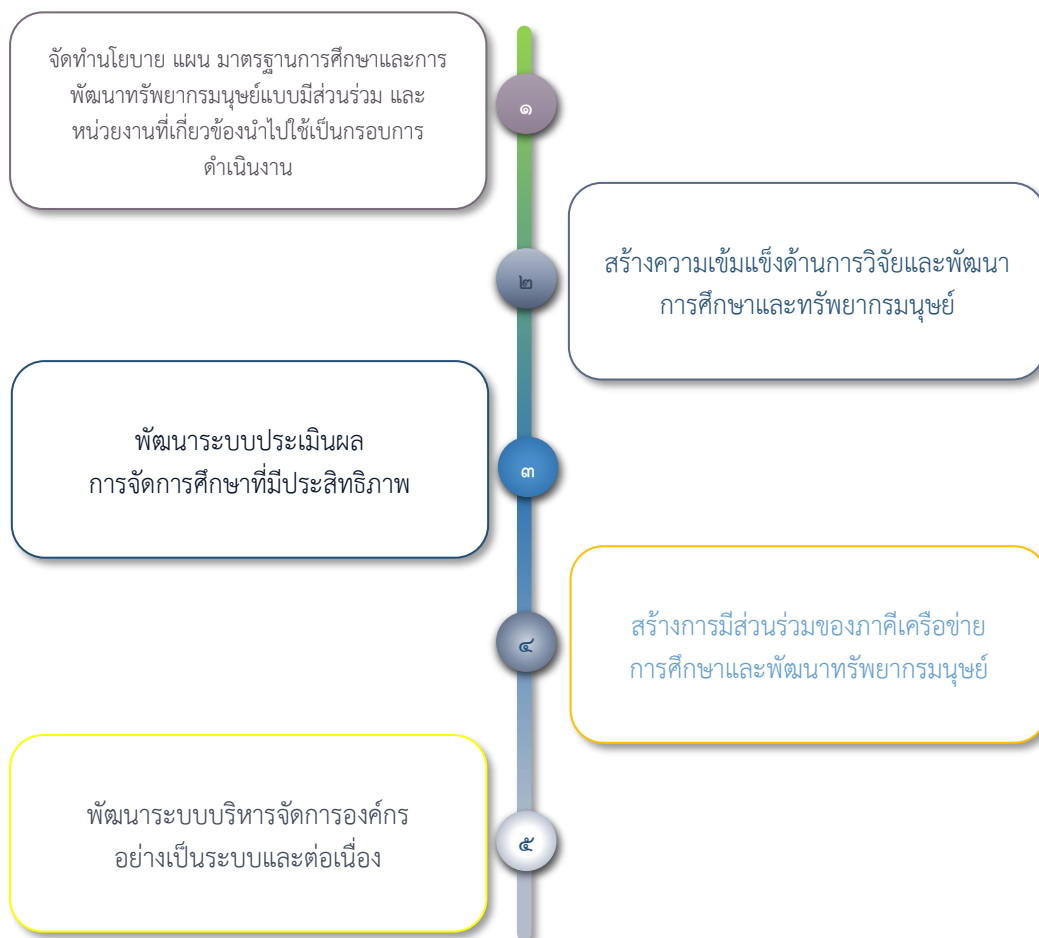 จัดทำนโยบาย แผน มาตรฐานการศึกษาและการ
พัฒนาทรัพยากรมนุษย์แบบมีส่วนร่วม และ
หน่วยงานที่เกี่ยวข้องนำไปใช้เป็นกรอบการ
ดำเนินงาน
๑
๒
สร้างความเข้มแข็งด้านการวิจัยและพัฒนา
การศึกษาและทรัพยากรมนุษย์
พัฒนาระบบประเมินผล
การจัดการศึกษาที่มีประสิทธิภาพ
๓
๔
สร้างการมีส่วนร่วมของภาคีเครือข่าย
การศึกษาและพัฒนาทรัพยากรมนุษย์
พัฒนาระบบบริหารจัดการองค์กร
อย่างเป็นระบบและต่อเนื่อง
๕